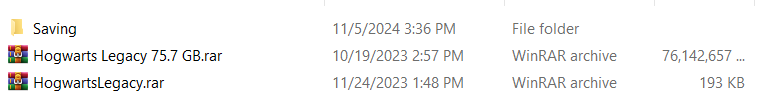 Saving 11/5/2024 3:36 PM File folder
Hogwarts Legacy 75.7 GB.rar 10/19/2023 2:57 PM WinRAR archive 76,142,657 ...
HogwartsLegacy.rar 11/24/2023 1:48 PM WinRAR archive 193 KB